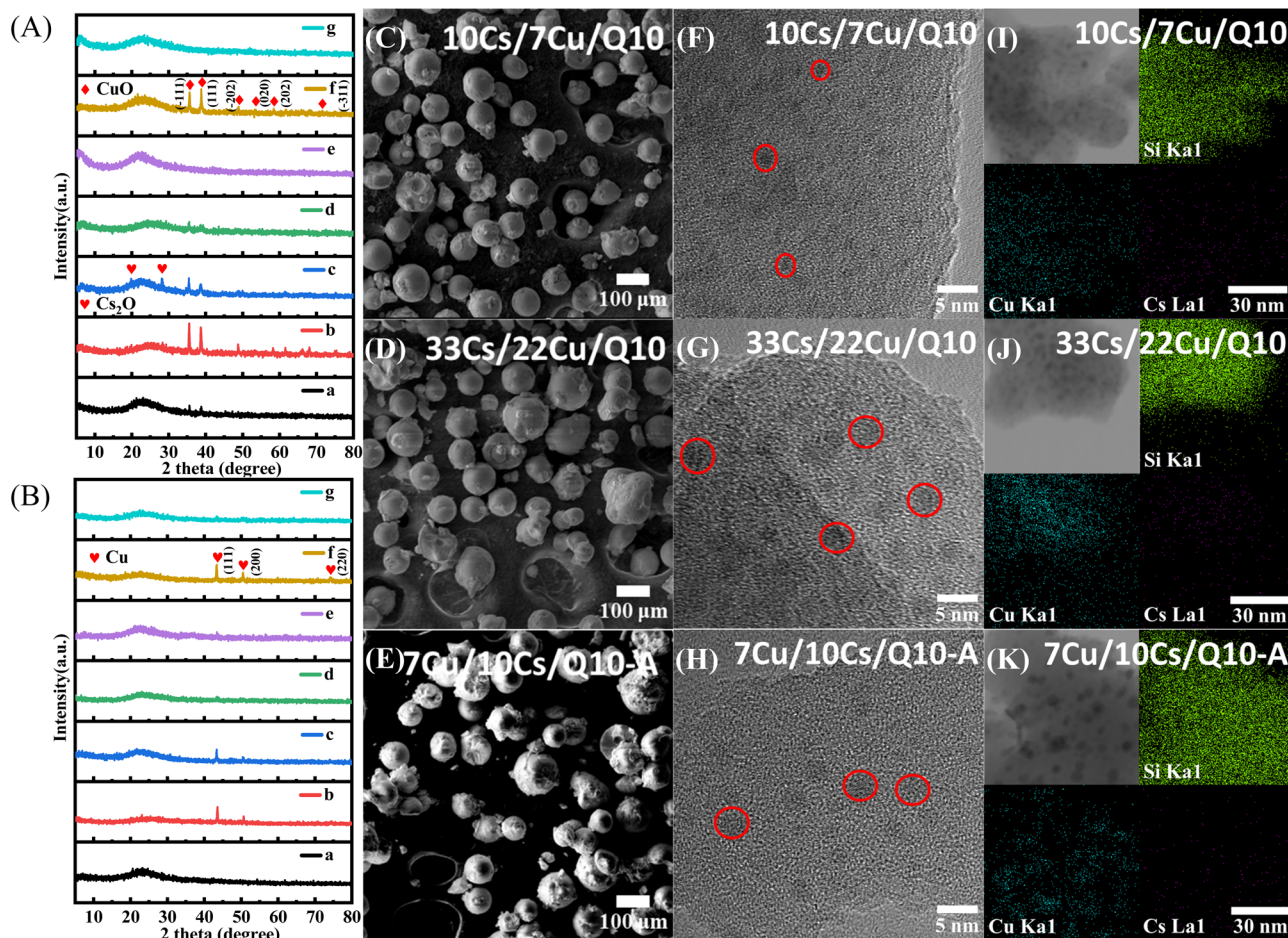 (A)
g
CuO
(-111)
(111)
(-202)
(020)
(202)
(-311)
f
e
d
c
Cs₂O
b
a
Intensity(a.u.)
10 20 30 40 50 60 70 80
2 theta (degree)
(B)
g
Cu
(111)
(200)
(220)
f
e
d
c
b
a
Intensity(a.u.)
10 20 30 40 50 60 70 80
2 theta (degree)
(C) 10Cs/7Cu/Q10
100 µm
(D) 33Cs/22Cu/Q10
100 µm
(E) 7Cu/10Cs/Q10-A
100 µm
(F) 10Cs/7Cu/Q10
5 nm
(G) 33Cs/22Cu/Q10
5 nm
(H) 7Cu/10Cs/Q10-A
5 nm
(I) 10Cs/7Cu/Q10
Si Ka1
Cu Ka1
Cs La1
30 nm
(J) 33Cs/22Cu/Q10
Si Ka1
Cu Ka1
Cs La1
30 nm
(K) 7Cu/10Cs/Q10-A
Si Ka1
Cu Ka1
Cs La1
30 nm